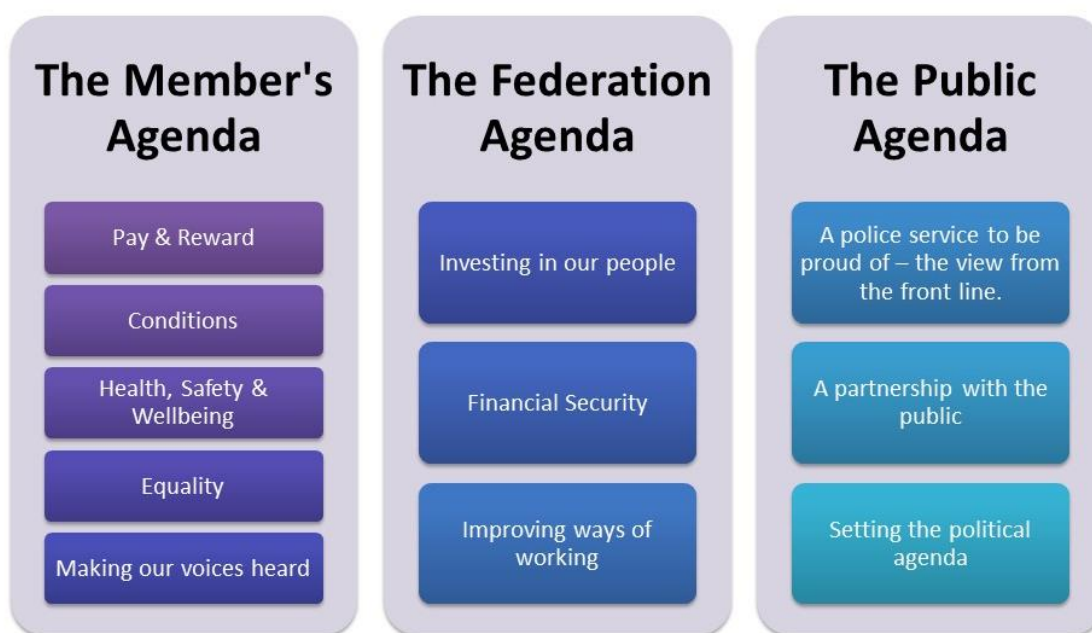 The Member's
Agenda
Pay & Reward
Conditions
Health, Safety &
Wellbeing
Equality
Making our voices heard
The Federation
Agenda
Investing in our people
Financial Security
Improving ways of
working
The Public
Agenda
A police service to be
proud of – the view from
the front line.
A partnership with the
public
Setting the political
agenda